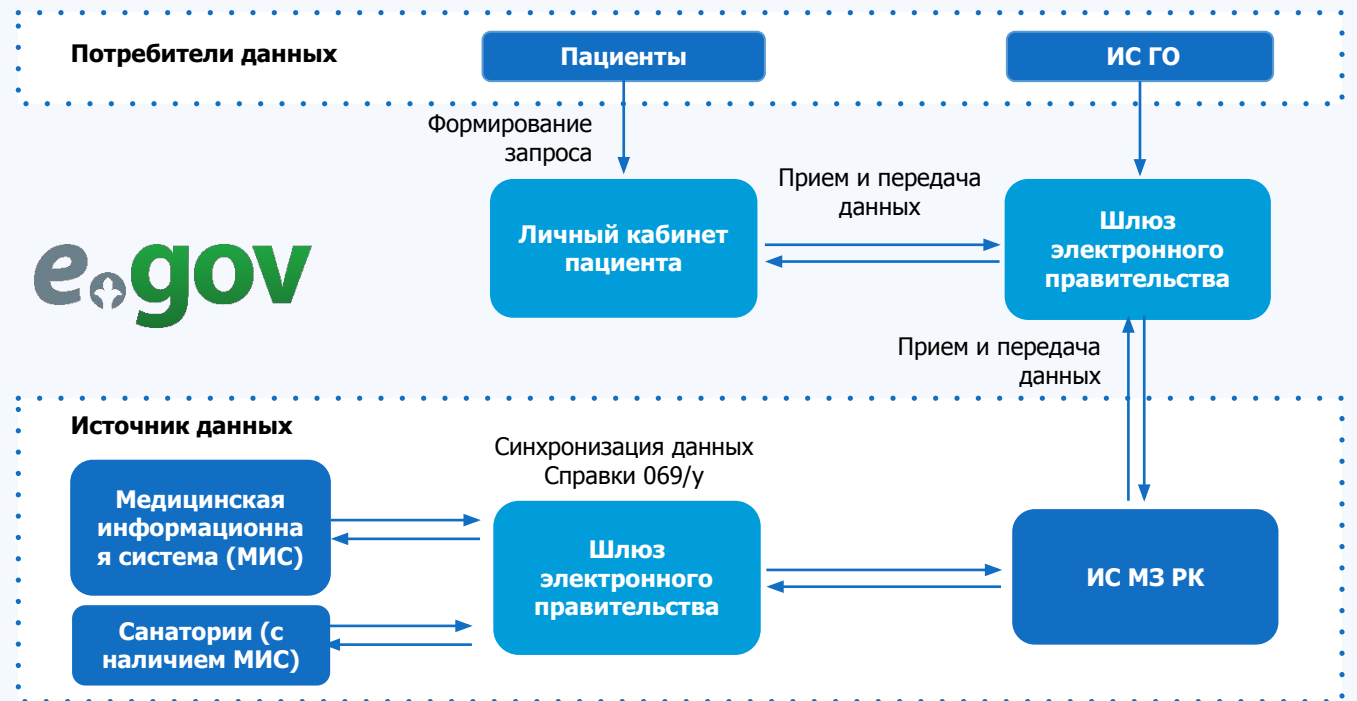 Потребители данных
Пациенты
ИС ГО
Формирование
запроса
Прием и передача
данных
Личный кабинет
пациента
Шлюз
электронного
правительства
e.gov
Прием и передача
данных
Источник данных
Синхронизация данных
Справки 069/у
Медицинская
информационна
я система (МИС)
Шлюз
электронного
правительства
ИС МЗ РК
Санатории (с
наличием МИС)